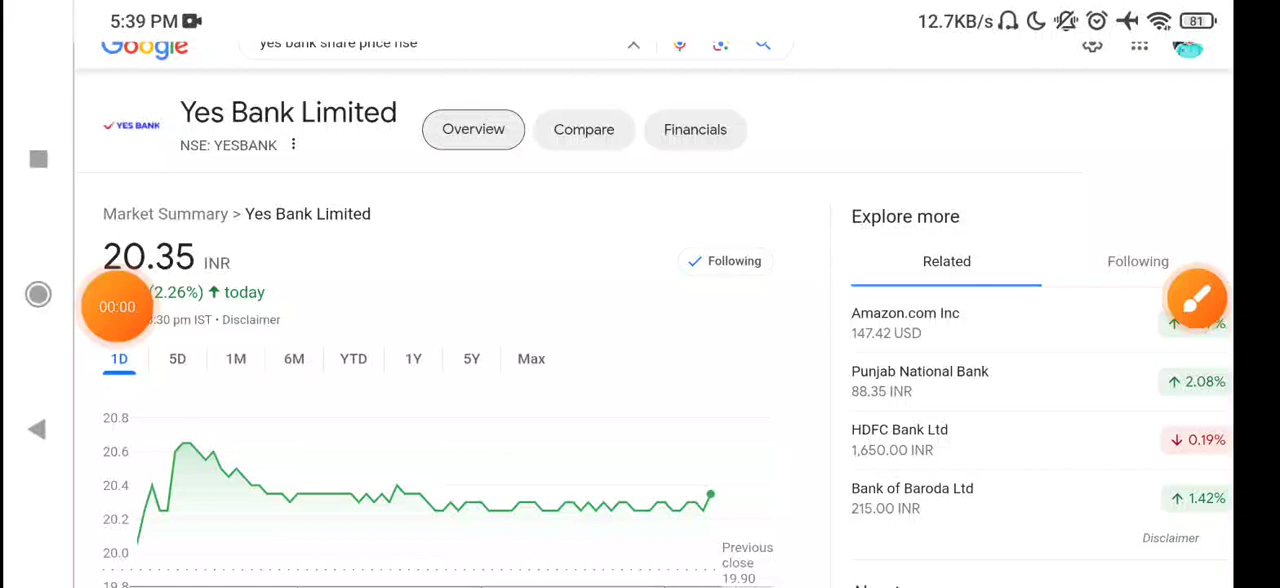 5:39 PM
12.7KB/s
81
Google
yes bank share price nse
YES BANK
Yes Bank Limited
NSE: YESBANK
Overview
Compare
Financials
Market Summary > Yes Bank Limited
20.35 INR
(2.26%) ↑ today
00:00
:30 pm IST • Disclaimer
Following
1D
5D
1M
6M
YTD
1Y
5Y
Max
20.8
20.6
20.4
20.2
20.0
19.8
Previous
close
19.90
Explore more
Related
Following
Amazon.com Inc
147.42 USD
Punjab National Bank
88.35 INR
↑ 2.08%
HDFC Bank Ltd
1,650.00 INR
↓ 0.19%
Bank of Baroda Ltd
215.00 INR
↑ 1.42%
Disclaimer